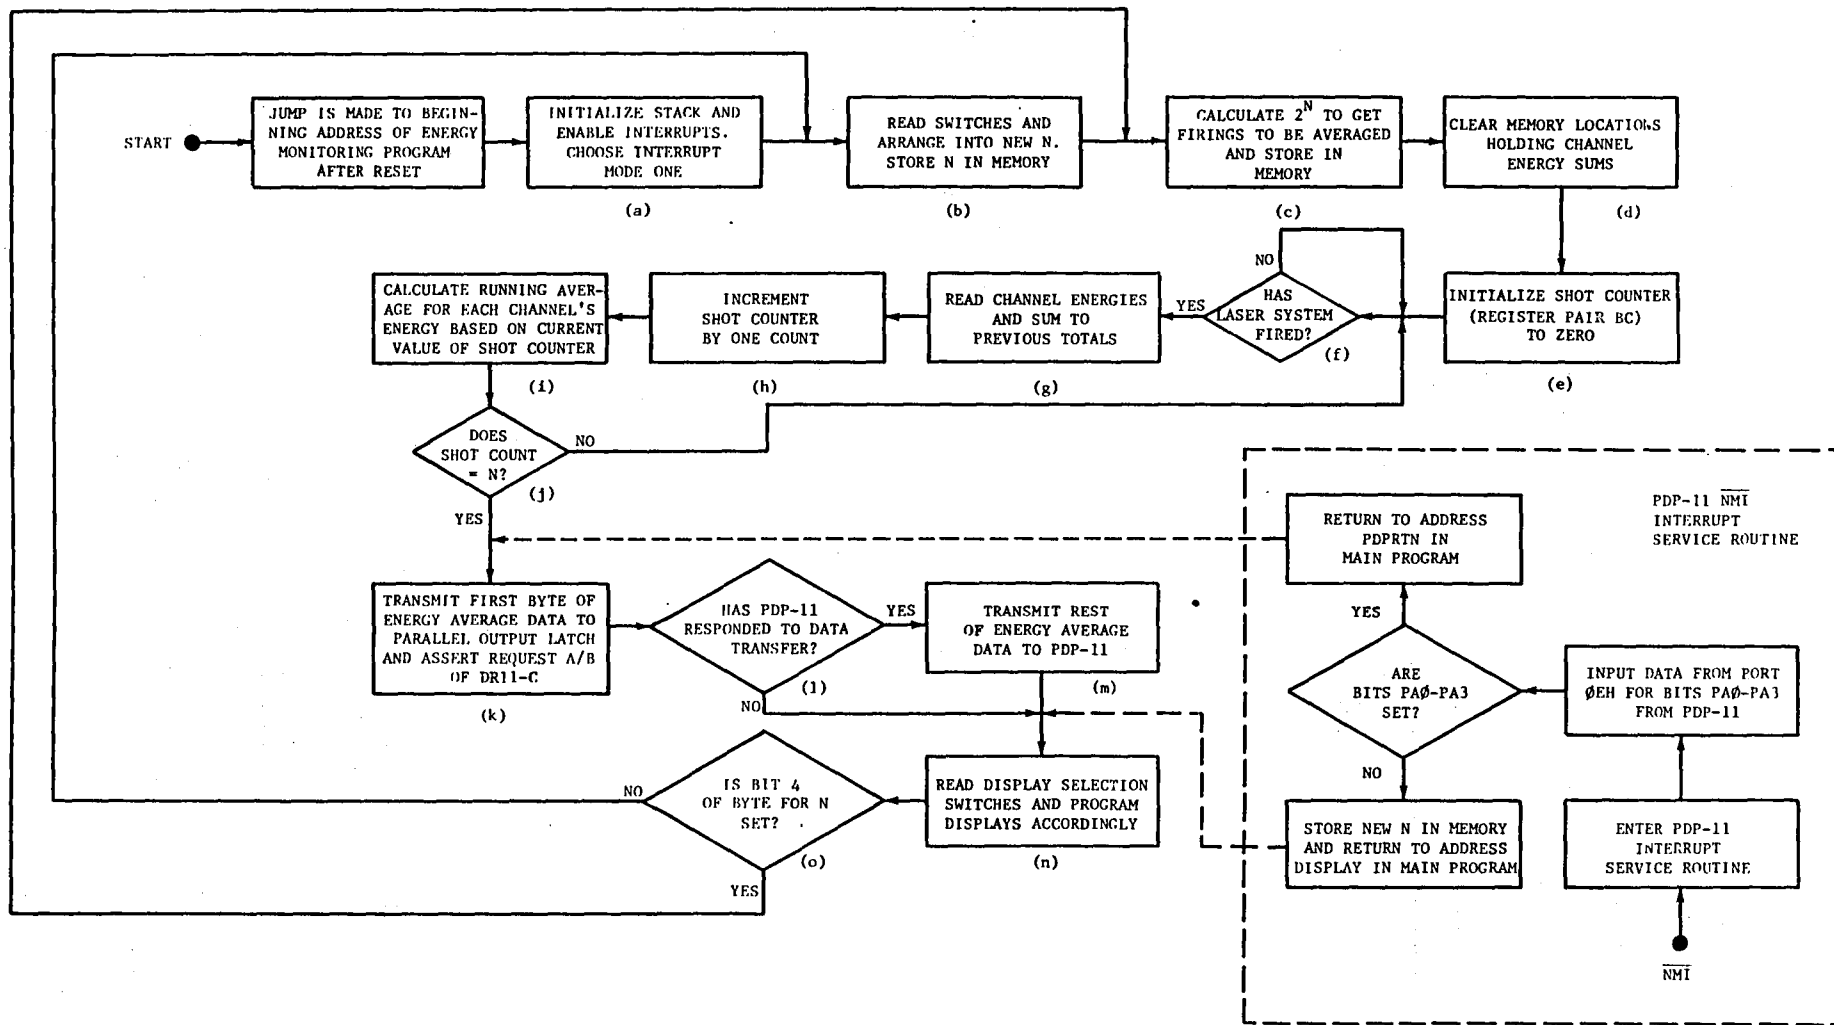 START
JUMP IS MADE TO BEGIN-
NING ADDRESS OF ENERGY
MONITORING PROGRAM
AFTER RESET
INITIALIZE STACK AND
ENABLE INTERRUPTS.
CHOOSE INTERRUPT
MODE ONE
(a)
READ SWITCHES AND
ARRANGE INTO NEW N.
STORE N IN MEMORY
(b)
CALCULATE 2^N TO GET
FIRINGS TO BE AVERAGED
AND STORE IN
MEMORY
(c)
CLEAR MEMORY LOCATIONS
HOLDING CHANNEL
ENERGY SUMS
(d)
INITIALIZE SHOT COUNTER
(REGISTER PAIR BC)
TO ZERO
(e)
NO
HAS
LASER SYSTEM
FIRED?
YES
(f)
READ CHANNEL ENERGIES
AND SUM TO
PREVIOUS TOTALS
(g)
INCREMENT
SHOT COUNTER
BY ONE COUNT
(h)
CALCULATE RUNNING AVER-
AGE FOR EACH CHANNEL'S
ENERGY BASED ON CURRENT
VALUE OF SHOT COUNTER
(i)
DOES
SHOT COUNT
= N?
NO
(j)
YES
TRANSMIT FIRST BYTE OF
ENERGY AVERAGE DATA TO
PARALLEL OUTPUT LATCH
AND ASSERT REQUEST A/B
OF DR11-C
(k)
HAS PDP-11
RESPONDED TO DATA
TRANSFER?
YES
(l)
NO
TRANSMIT REST
OF ENERGY AVERAGE
DATA TO PDP-11
(m)
READ DISPLAY SELECTION
SWITCHES AND PROGRAM
DISPLAYS ACCORDINGLY
(n)
IS BIT 4
OF BYTE FOR N
SET?
NO
(o)
YES
PDP-11 N̅M̅I̅
INTERRUPT
SERVICE ROUTINE
RETURN TO ADDRESS
PDPRTN IN
MAIN PROGRAM
YES
ARE
BITS PAØ-PA3
SET?
NO
INPUT DATA FROM PORT
ØEH FOR BITS PAØ-PA3
FROM PDP-11
STORE NEW N IN MEMORY
AND RETURN TO ADDRESS
DISPLAY IN MAIN PROGRAM
ENTER PDP-11
INTERRUPT
SERVICE ROUTINE
N̅M̅I̅